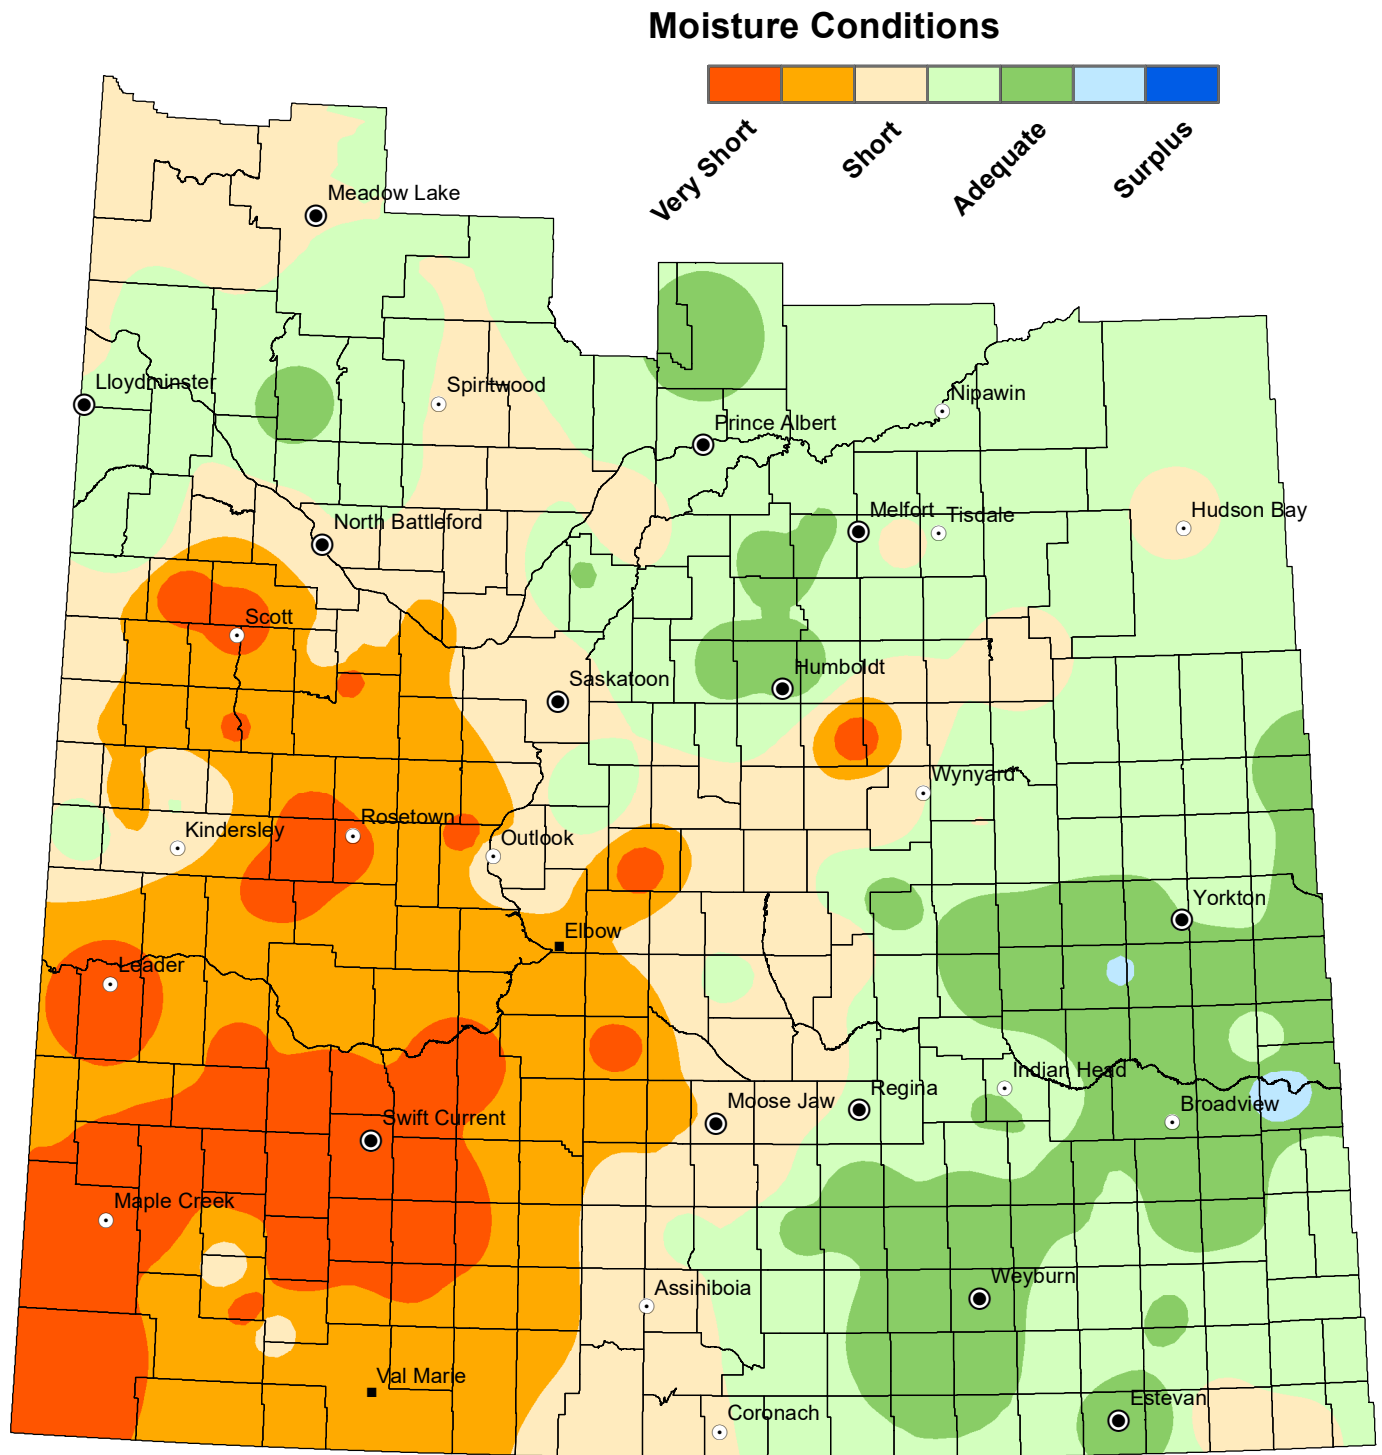 Moisture Conditions
Very Short
Short
Adequate
Surplus
Meadow Lake
Lloydminster
Spiritwood
Nipawin
Prince Albert
North Battleford
Melfort
Tisdale
Hudson Bay
Scott
Saskatoon
Humboldt
Wynyard
Kindersley
Rosetown
Outlook
Yorkton
Elbow
Leader
Indian Head
Swift Current
Moose Jaw
Regina
Broadview
Maple Creek
Assiniboia
Weyburn
Val Marie
Coronach
Estevan